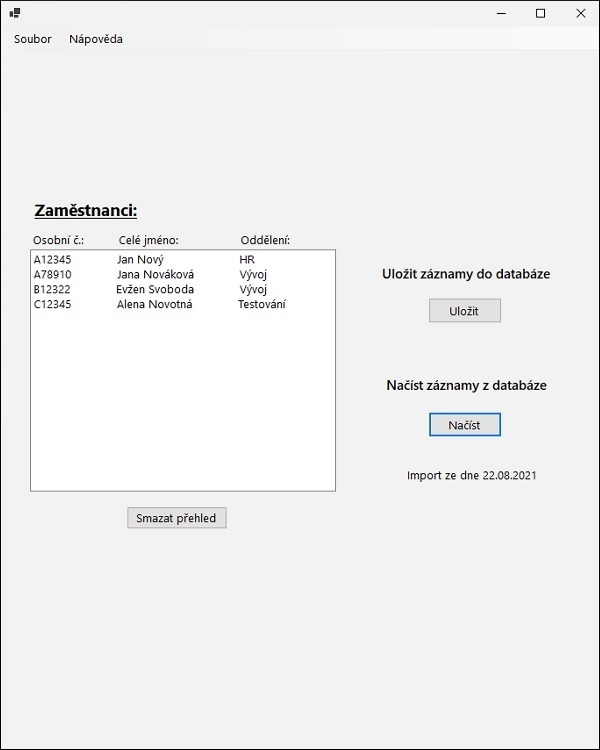 Soubor Nápověda
Zaměstnanci:
Osobní č.: Celé jméno: Oddělení:
A12345 Jan Nový HR
A78910 Jana Nováková Vývoj
B12322 Evžen Svoboda Vývoj
C12345 Alena Novotná Testování
Smazat přehled
Uložit záznamy do databáze
Uložit
Načíst záznamy z databáze
Načíst
Import ze dne 22.08.2021